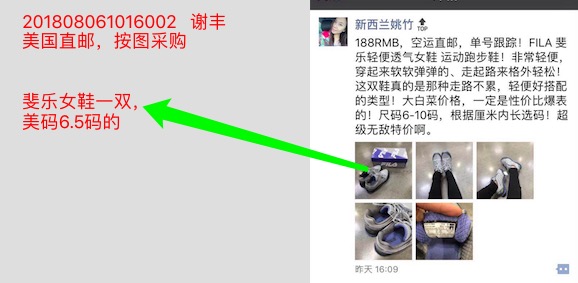 201808061016002 谢丰
美国直邮，按图采购
斐乐女鞋一双，
美码6.5码的
新西兰姚竹 TOP
188RMB，空运直邮，单号跟踪！FILA 斐
乐轻便透气女鞋 运动跑步鞋！非常轻便，
穿起来软软弹弹的、走起路来格外轻松！
这双鞋真的是那种走路不累，轻便好搭配
的类型！大白菜价格，一定是性价比爆表
的！尺码6-10码，根据厘米内长选码！超
级无敌特价啊。
FILA
昨天 16:09